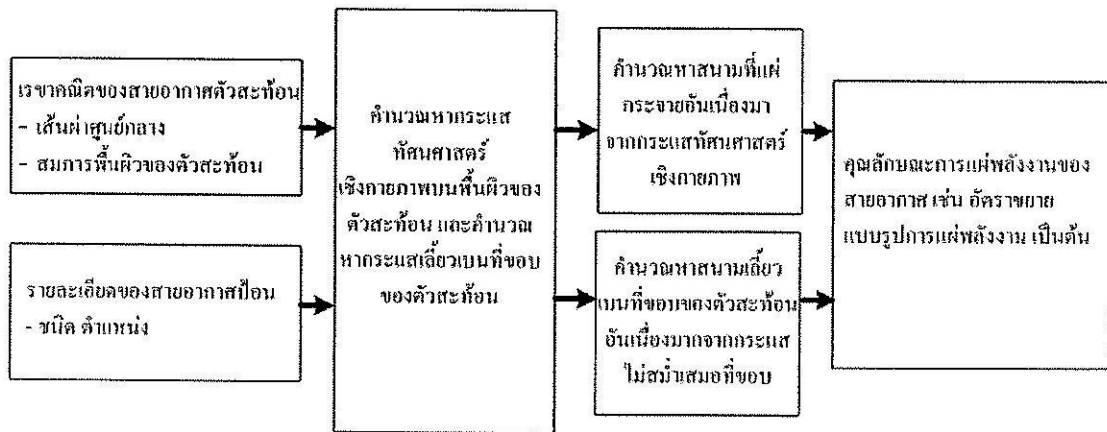 เรขาคณิตของสายอากาศตัวสะท้อน
- เส้นผ่าศูนย์กลาง
- สมการพื้นผิวของตัวสะท้อน
รายละเอียดของสายอากาศป้อน
- ชนิด ตำแหน่ง
คำนวณหากระแส
ทัศนศาสตร์
เชิงกายภาพบนพื้นผิวของ
ตัวสะท้อน และคำนวณ
หากระแสเลี้ยวเบนที่ขอบ
ของตัวสะท้อน
คำนวณหาสนามที่แผ่
กระจายอันเนื่องมา
จากกระแสทัศนศาสตร์
เชิงกายภาพ
คำนวณหาสนามเลี้ยว
เบนที่ขอบของตัวสะท้อน
อันเนื่องมากจากกระแส
ไม่สม่ำเสมอที่ขอบ
คุณลักษณะการแผ่พลังงานของ
สายอากาศ เช่น อัตราขยาย
แบบรูปการแผ่พลังงาน เป็นต้น